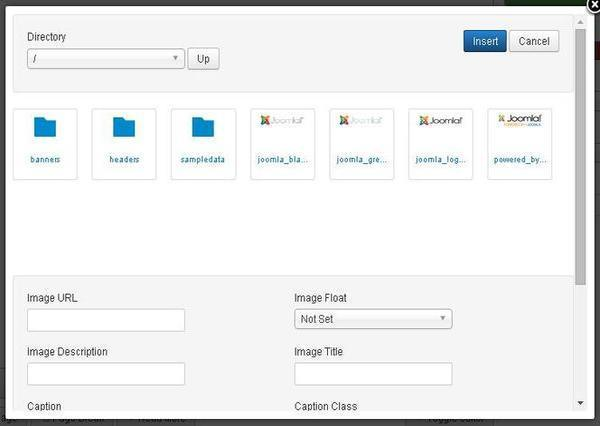 Directory
/
Up
Insert
Cancel
banners
headers
sampledata
Joomla!
joomla_bla...
Joomla!
joomla_gre...
Joomla!
joomla_log...
Joomla!
powered_by...
Image URL
Image Float
Not Set
Image Description
Image Title
Caption
Caption Class